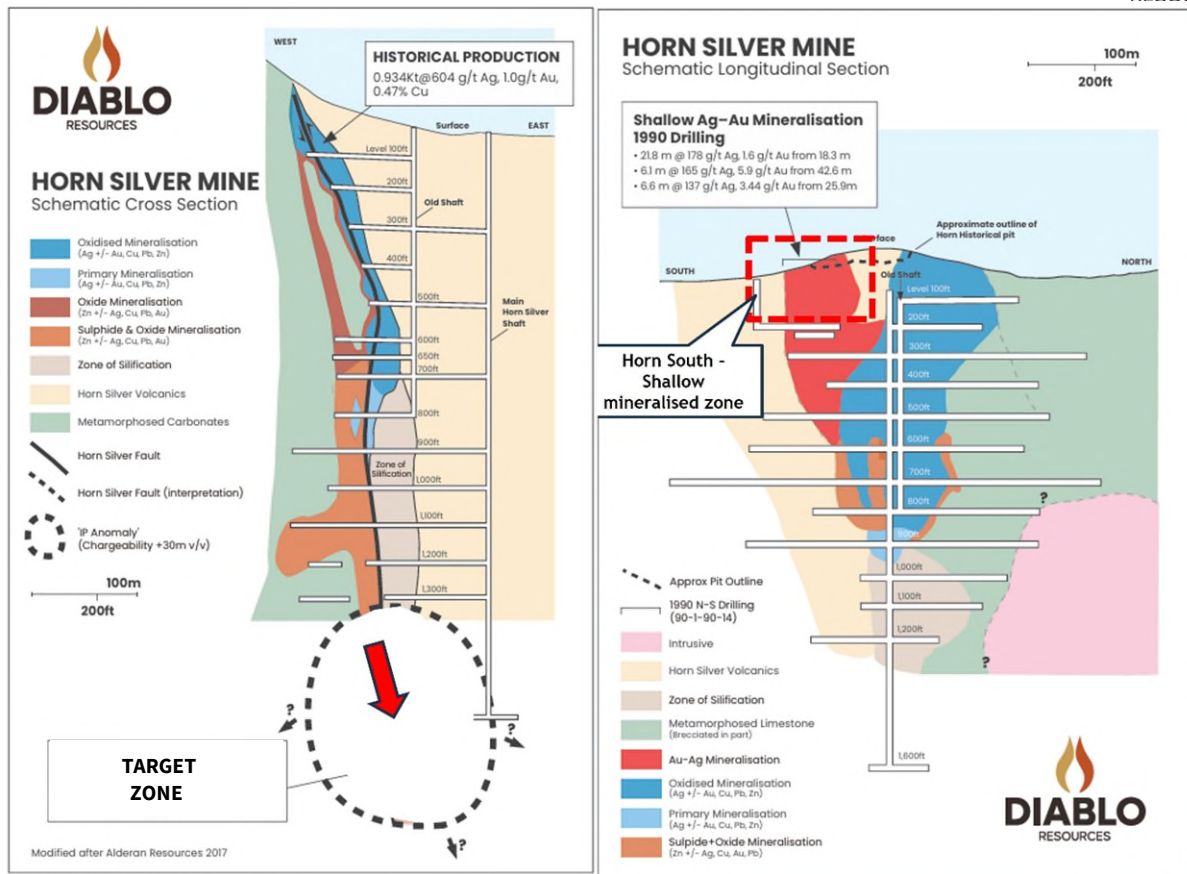 DIABLO
RESOURCES
HORN SILVER MINE
Schematic Cross Section
Oxidised Mineralisation
(Ag +/- Au, Cu, Pb, Zn)
Primary Mineralisation
(Ag +/- Au, Cu, Pb, Zn)
Oxide Mineralisation
(Zn +/- Ag, Cu, Pb, Au)
Sulphide & Oxide Mineralisation
(Zn +/- Ag, Cu, Pb, Au)
Zone of Silification
Horn Silver Volcanics
Metamorphosed Carbonates
Horn Silver Fault
Horn Silver Fault (interpretation)
'IP Anomaly'
(Chargeability +30m v/v)
100m
200ft
WEST
HISTORICAL PRODUCTION
0.934Kt@604 g/t Ag, 1.0g/t Au,
0.47% Cu
Surface
EAST
Level 100ft
200ft
Old Shaft
300ft
400ft
500ft
Main
Horn Silver
Shaft
600ft
650ft
700ft
800ft
900ft
Zone of
Silification
1,000ft
1,100ft
1,200ft
1,300ft
?
?
?
TARGET
ZONE
Modified after Alderan Resources 2017
HORN SILVER MINE
Schematic Longitudinal Section
100m
200ft
Shallow Ag–Au Mineralisation
1990 Drilling
• 21.8 m @ 178 g/t Ag, 1.6 g/t Au from 18.3 m
• 6.1 m @ 165 g/t Ag, 5.9 g/t Au from 42.6 m
• 6.6 m @ 137 g/t Ag, 3.44 g/t Au from 25.9m
Approximate outline of
Horn Historical pit
SOUTH
NORTH
Old Shaft
Level 100ft
200ft
300ft
400ft
500ft
600ft
700ft
800ft
900ft
1,000ft
1,100ft
1,200ft
1,600ft
?
?
Horn South -
Shallow
mineralised zone
Approx Pit Outline
1990 N-S Drilling
(90-1-90-14)
Intrusive
Horn Silver Volcanics
Zone of Silification
Metamorphosed Limestone
(Brecciated in part)
Au-Ag Mineralisation
Oxidised Mineralisation
(Ag +/- Au, Cu, Pb, Zn)
Primary Mineralisation
(Ag +/- Au, Cu, Pb, Zn)
Sulpide+Oxide Mineralisation
(Zn +/- Ag, Cu, Au, Pb)
DIABLO
RESOURCES